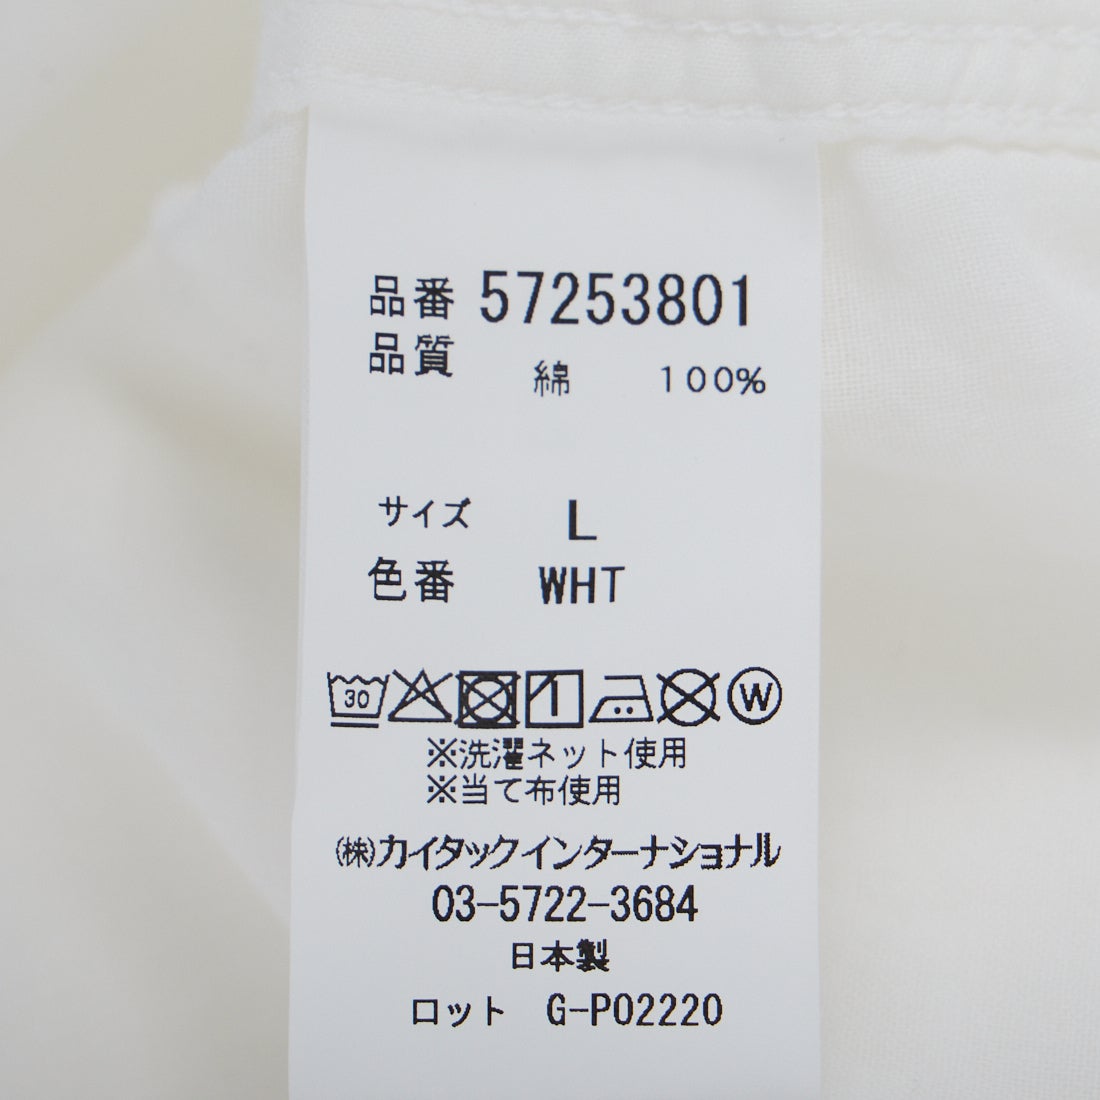 品番 57253801
品質
綿 100%
サイズ L
色番 WHT
30 W
※洗濯ネット使用
※当て布使用
㈱カイタックインターナショナル
03-5722-3684
日本製
ロット G-P02220